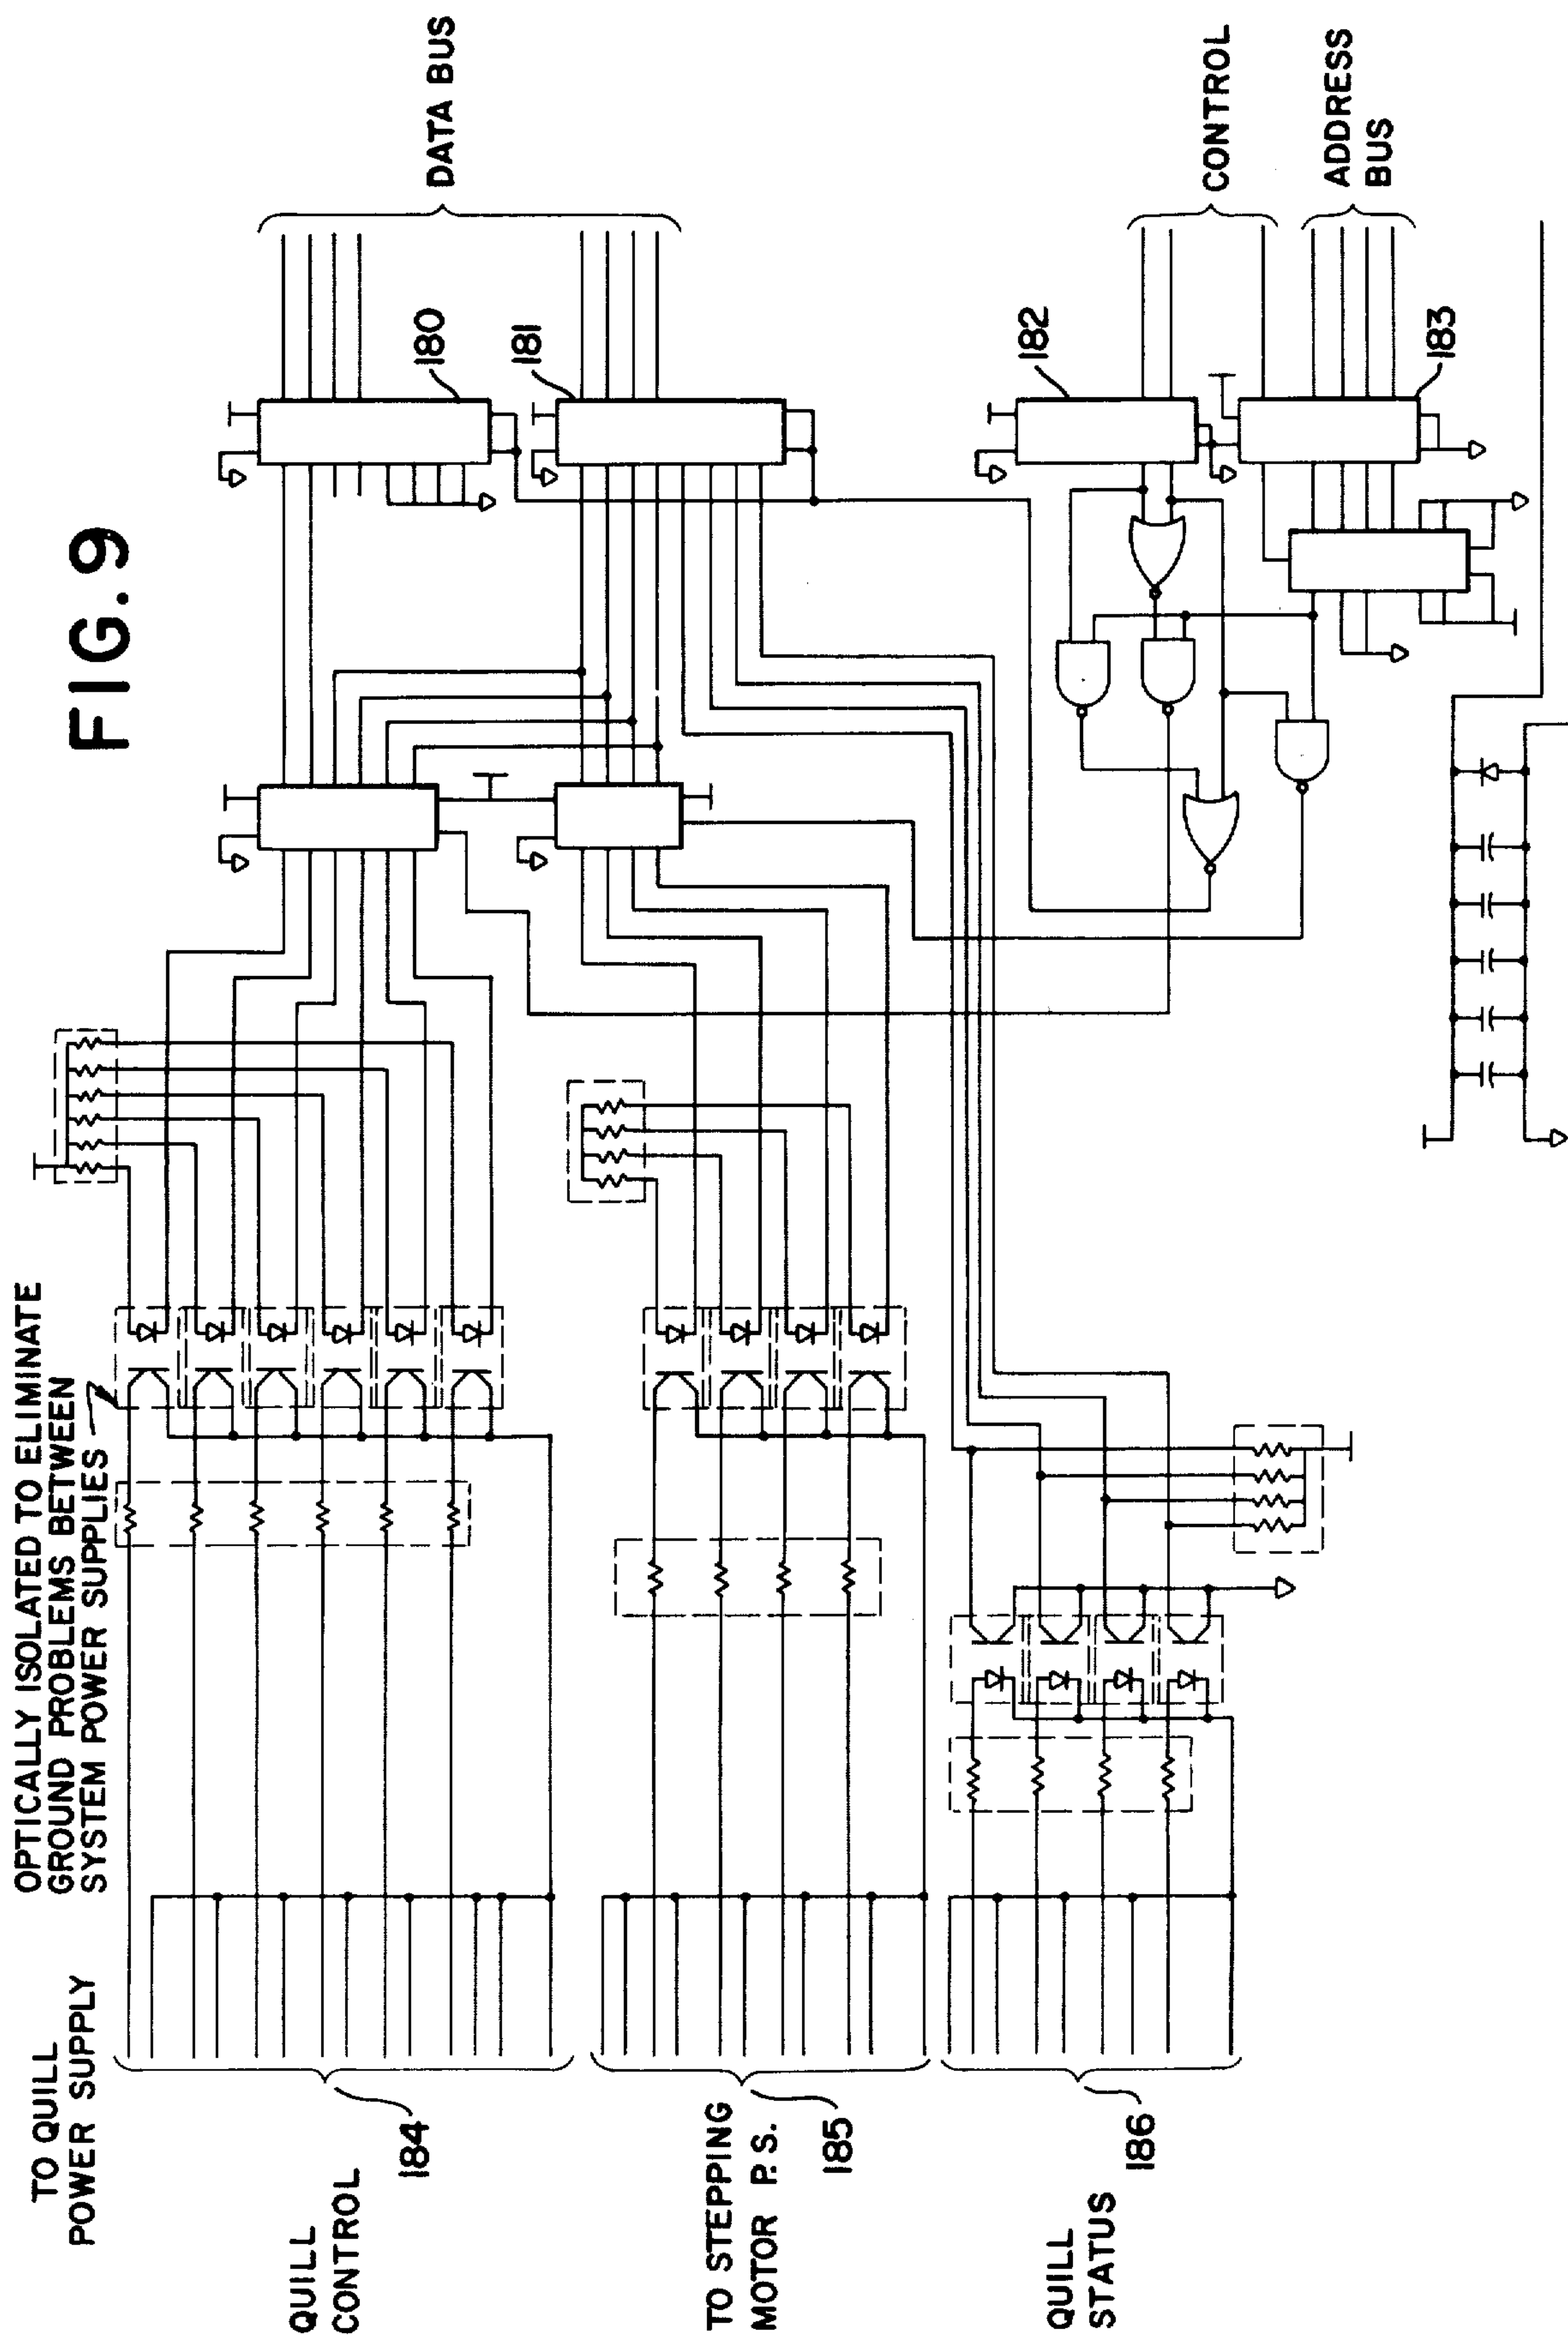 FIG. 9
TO QUILL
POWER SUPPLY
OPTICALLY ISOLATED TO ELIMINATE
GROUND PROBLEMS BETWEEN
SYSTEM POWER SUPPLIES
QUILL
CONTROL
184
TO STEPPING
MOTOR P.S.
185
QUILL
STATUS
186
180
181
182
183
DATA BUS
CONTROL
ADDRESS
BUS